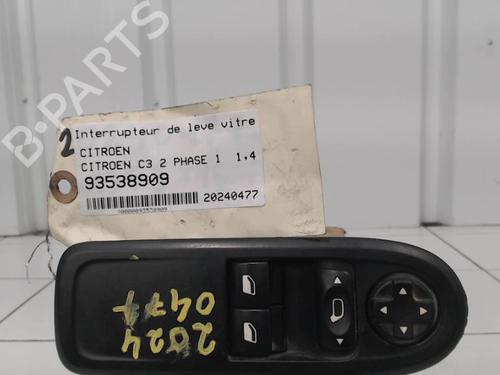 B-PARTS
2
Interrupteur de leve vitre
CITROEN
CITROEN C3 2 PHASE 1 1,4
93538909
20240477
2024
0477